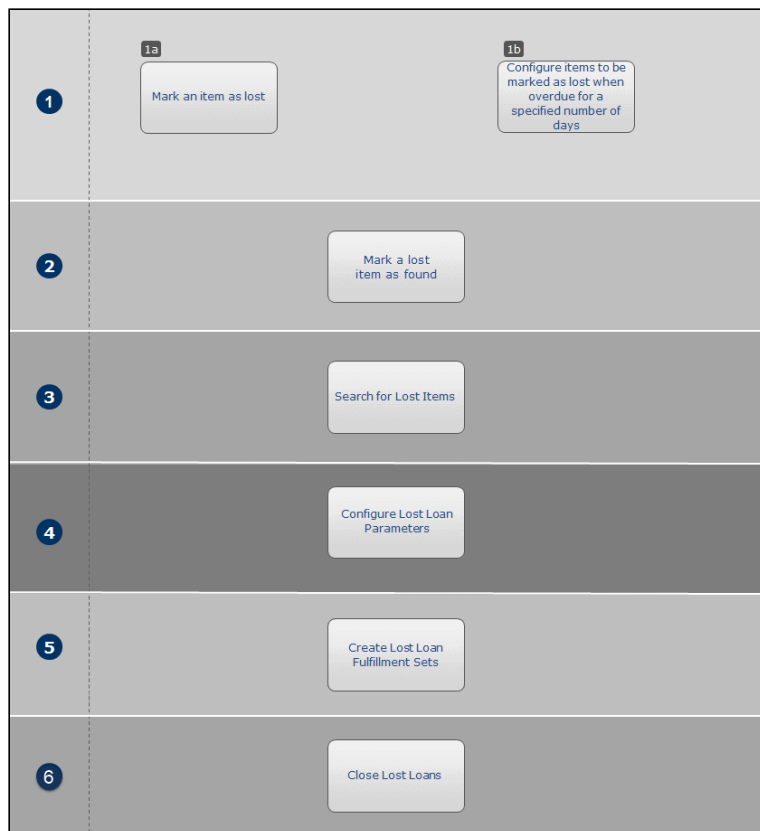 1a
1b
1
Mark an item as lost
Configure items to be
marked as lost when
overdue for a
specified number of
days
2
Mark a lost
item as found
3
Search for Lost Items
4
Configure Lost Loan
Parameters
5
Create Lost Loan
Fulfillment Sets
6
Close Lost Loans